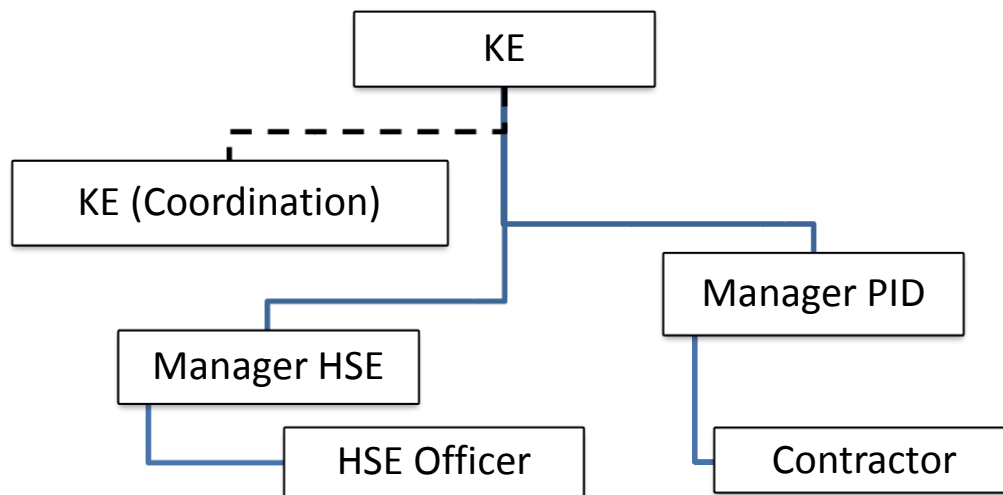 KE
KE (Coordination)
Manager PID
Manager HSE
HSE Officer
Contractor